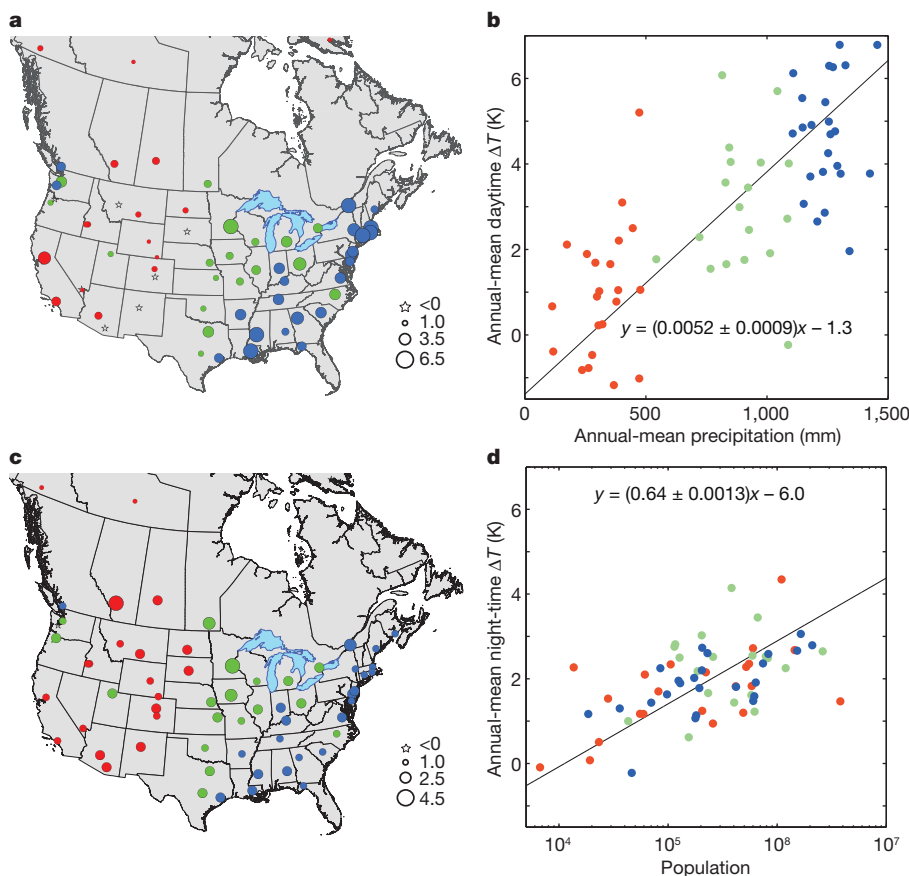 a
<0
1.0
3.5
6.5
b
Annual-mean daytime ΔT (K)
6
4
2
0
y = (0.0052 ± 0.0009)x − 1.3
0
500
1,000
1,500
Annual-mean precipitation (mm)
c
<0
1.0
2.5
4.5
d
Annual-mean night-time ΔT (K)
y = (0.64 ± 0.0013)x − 6.0
6
4
2
0
10⁴
10⁵
10⁸
10⁷
Population